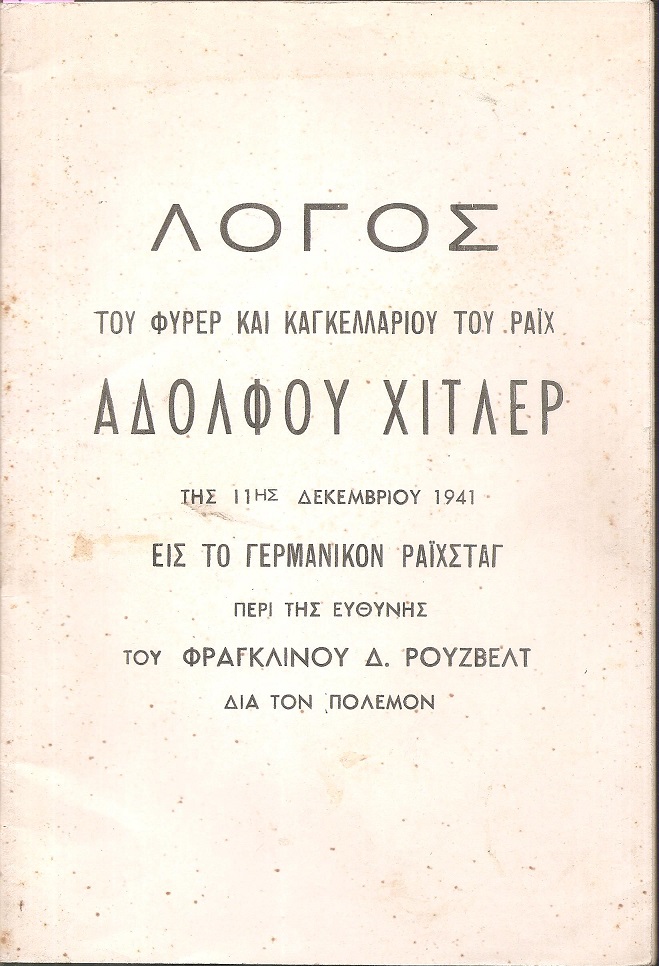 ΛΟΓΟΣ
ΤΟΥ ΦΥΡΕΡ ΚΑΙ ΚΑΓΚΕΛΛΑΡΙΟΥ ΤΟΥ ΡΑΪΧ
ΑΔΟΛΦΟΥ ΧΙΤΛΕΡ
ΤΗΣ 11ΗΣ ΔΕΚΕΜΒΡΙΟΥ 1941
ΕΙΣ ΤΟ ΓΕΡΜΑΝΙΚΟΝ ΡΑΪΧΣΤΑΓ
ΠΕΡΙ ΤΗΣ ΕΥΘΥΝΗΣ
ΤΟΥ ΦΡΑΓΚΛΙΝΟΥ Δ. ΡΟΥΖΒΕΛΤ
ΔΙΑ ΤΟΝ ΠΟΛΕΜΟΝ